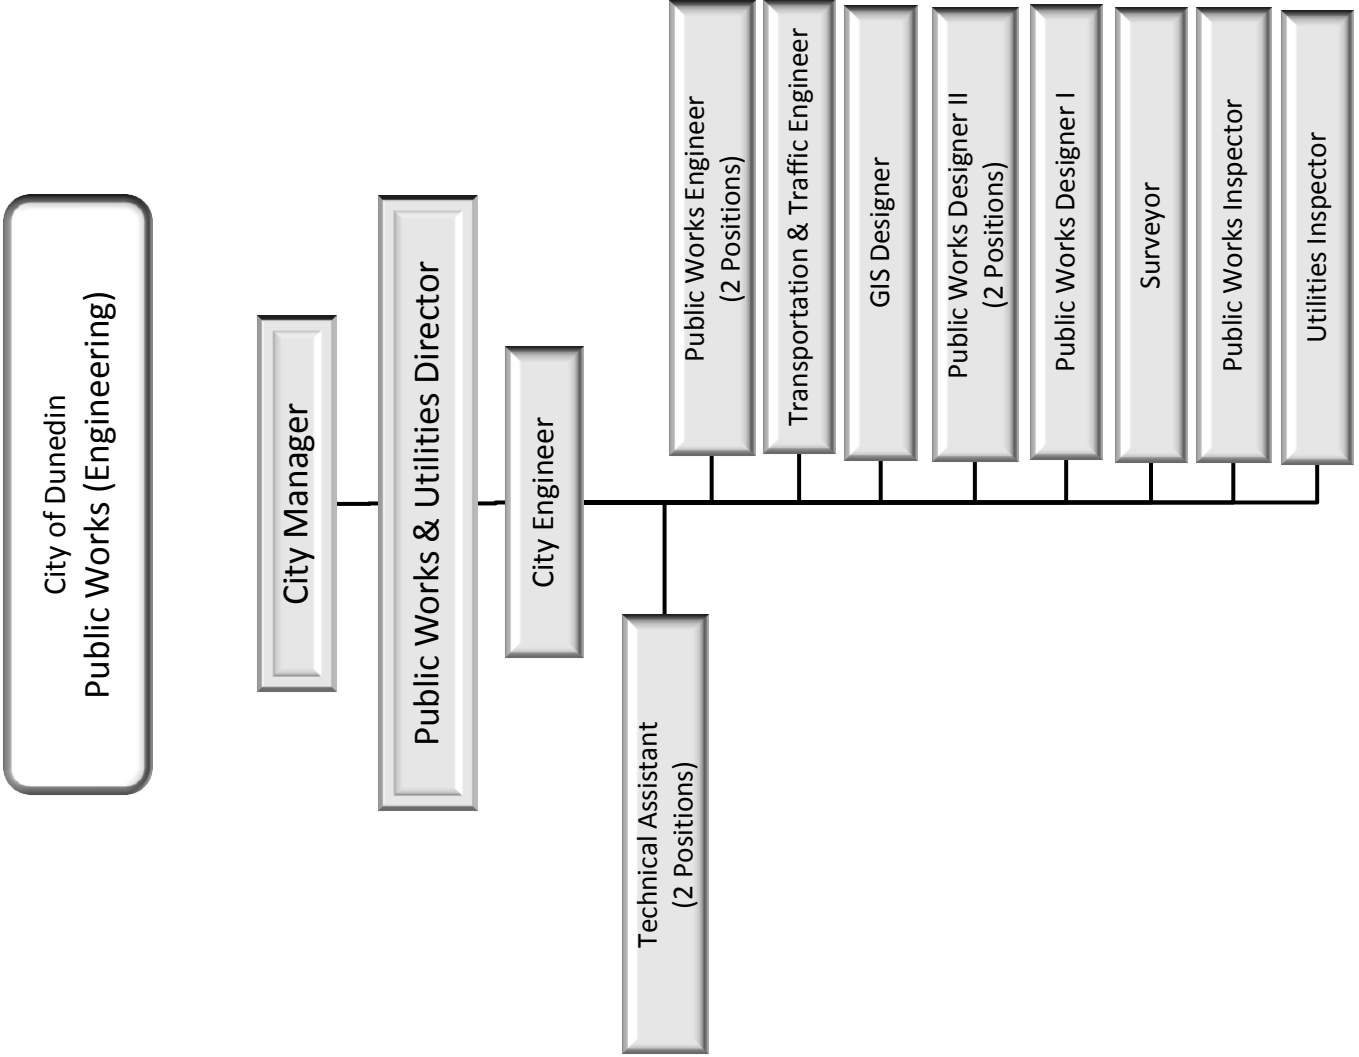 City of Dunedin
Public Works (Engineering)
City Manager
Public Works & Utilities Director
City Engineer
Technical Assistant
(2 Positions)
Public Works Engineer
(2 Positions)
Transportation & Traffic Engineer
GIS Designer
Public Works Designer II
(2 Positions)
Public Works Designer I
Surveyor
Public Works Inspector
Utilities Inspector